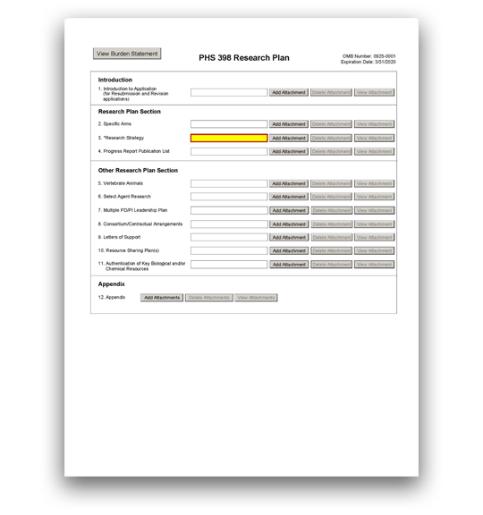 View Burden Statement
PHS 398 Research Plan
OMB Number: 0925-0001
Expiration Date: 3/31/2020
Introduction
1. Introduction to Application
(for Resubmission and Revision
applications)
Add Attachment Delete Attachment View Attachment
Research Plan Section
2. Specific Aims
Add Attachment Delete Attachment View Attachment
3. *Research Strategy
Add Attachment Delete Attachment View Attachment
4. Progress Report Publication List
Add Attachment Delete Attachment View Attachment
Other Research Plan Section
5. Vertebrate Animals
Add Attachment Delete Attachment View Attachment
6. Select Agent Research
Add Attachment Delete Attachment View Attachment
7. Multiple PD/PI Leadership Plan
Add Attachment Delete Attachment View Attachment
8. Consortium/Contractual Arrangements
Add Attachment Delete Attachment View Attachment
9. Letters of Support
Add Attachment Delete Attachment View Attachment
10. Resource Sharing Plan(s)
Add Attachment Delete Attachment View Attachment
11. Authentication of Key Biological and/or
Chemical Resources
Add Attachment Delete Attachment View Attachment
Appendix
12. Appendix
Add Attachments Delete Attachments View Attachments